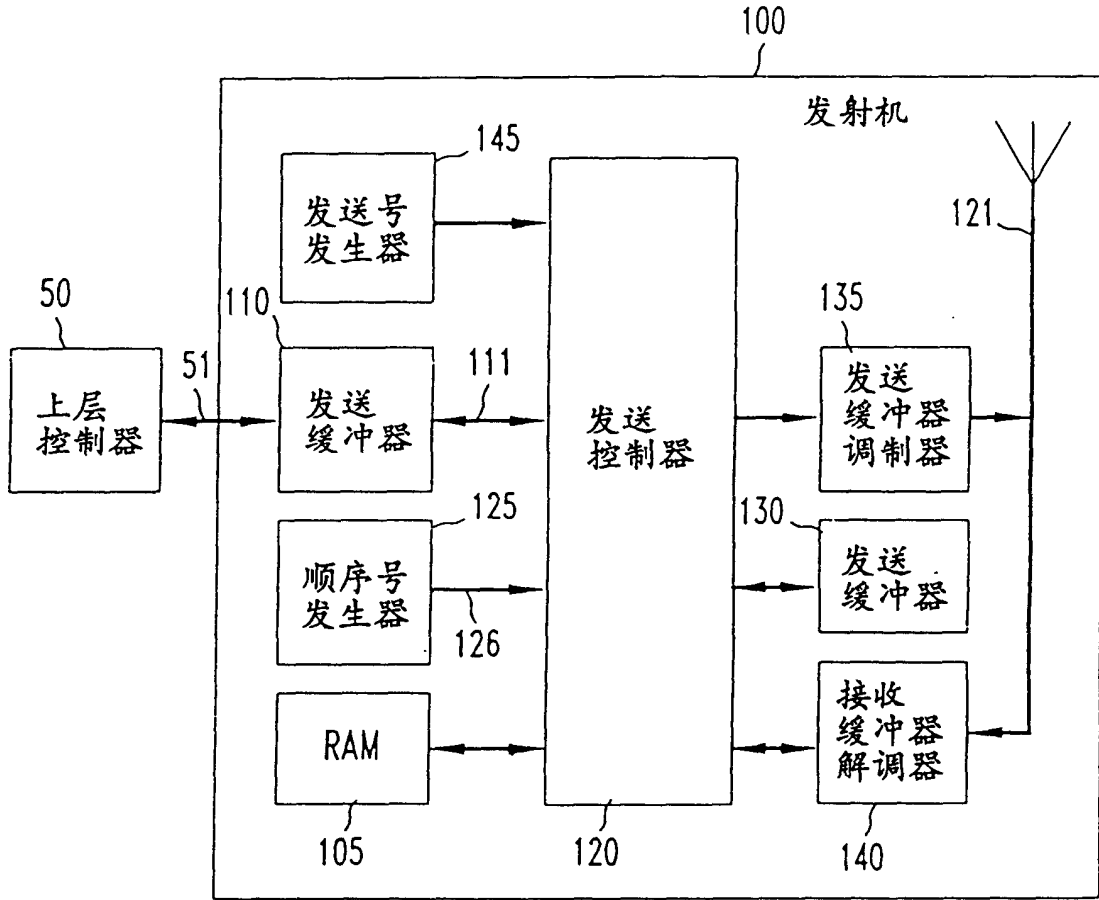 100
发射机
145
发送号
发生器
121
50
上层
控制器
51
110
发送
缓冲器
111
发送
控制器
135
发送
缓冲器
调制器
125
顺序号
发生器
126
130
发送
缓冲器
RAM
105
120
接收
缓冲器
解调器
140